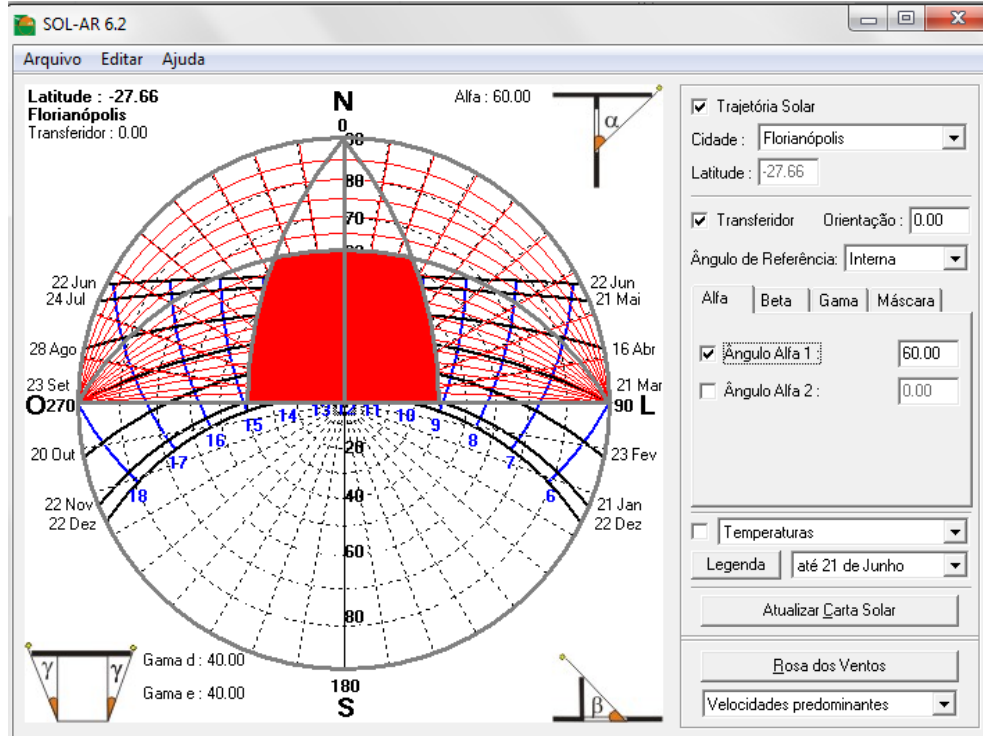 SOL-AR 6.2
Arquivo Editar Ajuda
Latitude : -27.66
Florianópolis
Transferidor : 0.00
N
0
Alfa : 60.00
α
80
70
22 Jun
24 Jul
28 Ago
23 Set
O 270
20 Out
22 Nov
22 Dez
22 Jun
21 Mai
16 Abr
21 Mar
90 L
23 Fev
21 Jan
22 Dez
18 17 16 15 14 13 12 11 10 9 8 7 6
20
40
60
80
180
S
γ γ
Gama d : 40.00
Gama e : 40.00
β
Trajetória Solar
Cidade : Florianópolis
Latitude : -27.66
Transferidor Orientação : 0.00
Ângulo de Referência: Interna
Alfa Beta Gama Máscara
Ângulo Alfa 1 : 60.00
Ângulo Alfa 2 : 0.00
Temperaturas
Legenda até 21 de Junho
Atualizar Carta Solar
Rosa dos Ventos
Velocidades predominantes